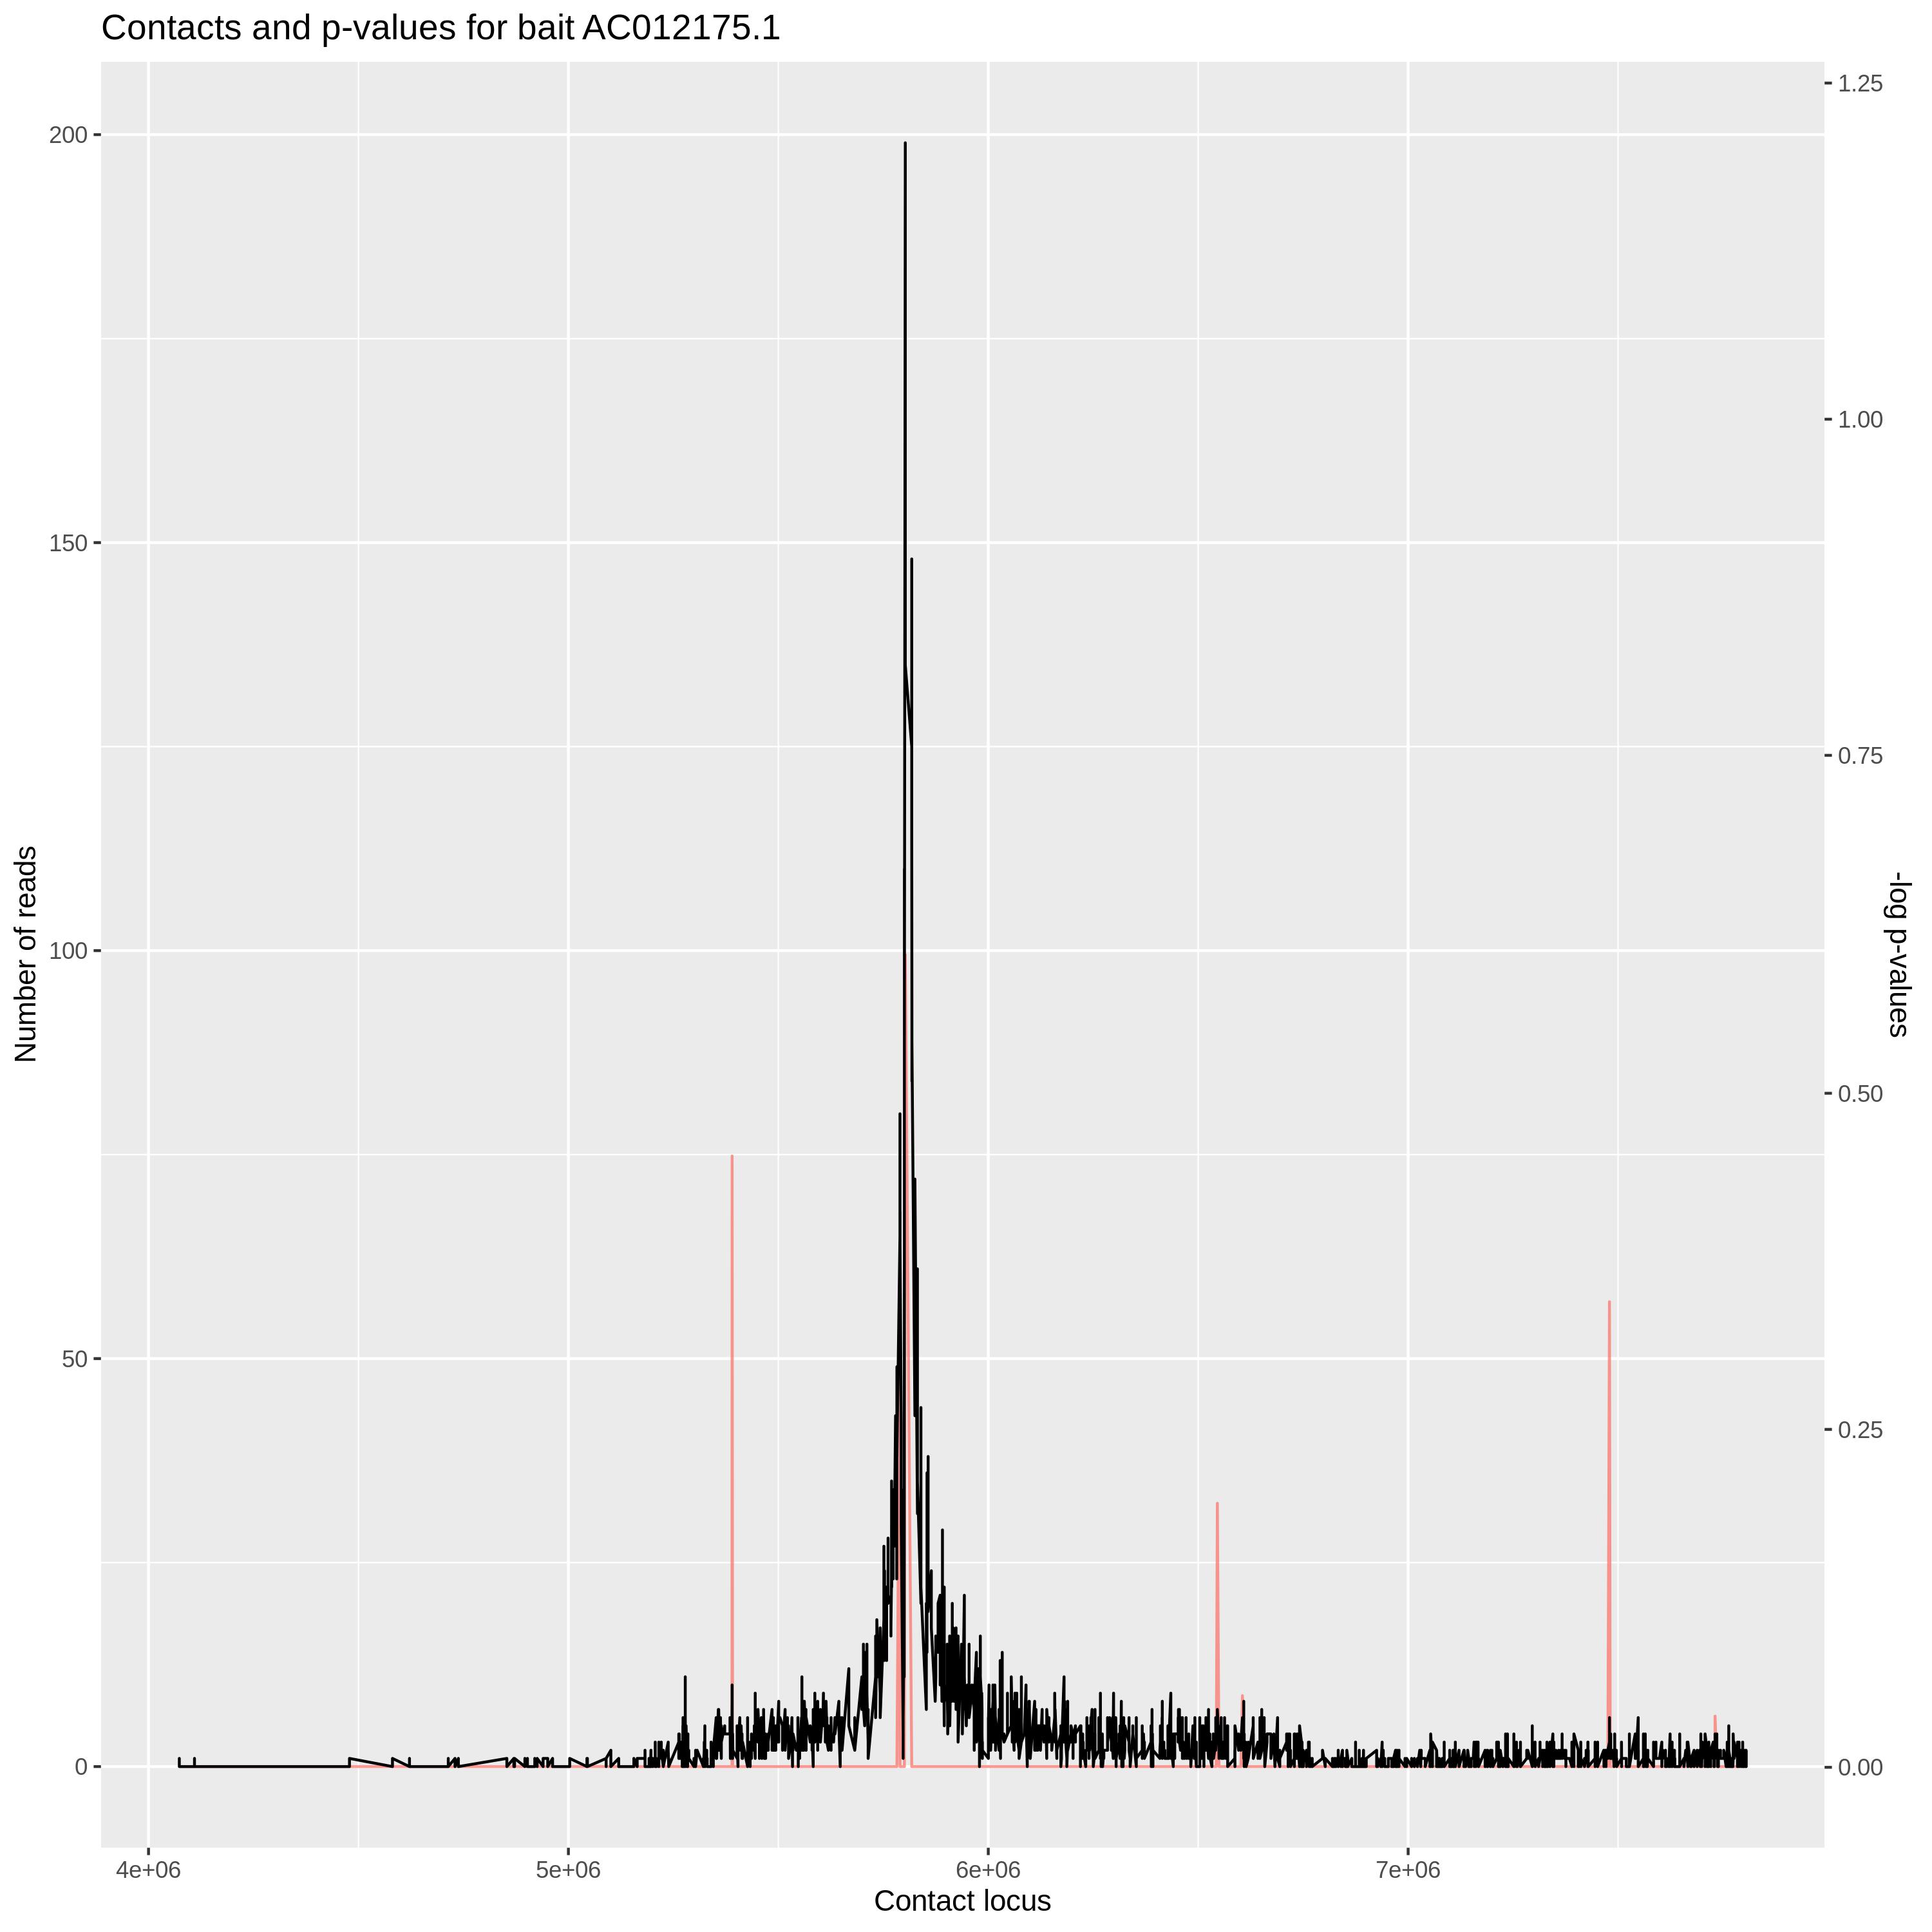 Contacts and p-values for bait AC012175.1
200
150
100
50
0
Number of reads
1.25
1.00
0.75
0.50
0.25
0.00
-log p-values
4e+06
5e+06
6e+06
7e+06
Contact locus